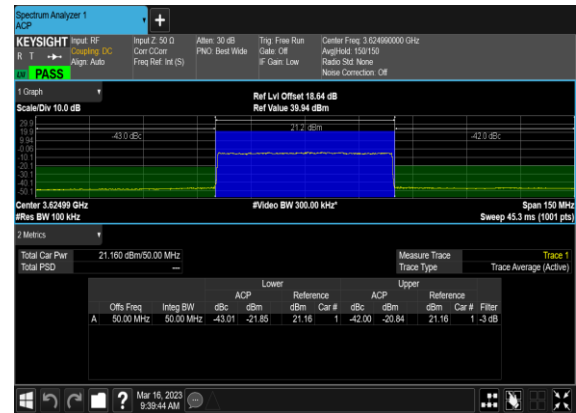 Spectrum Analyzer 1
ACP
KEYSIGHT Input: RF Input Z: 50 Ω Atten: 30 dB Trig: Free Run Center Freq: 3.624990000 GHz
R T Coupling: DC Corr CCorr PNO: Best Wide Gate: Off Avg|Hold: 150/150
Align: Auto Freq Ref: Int (S) IF Gain: Low Radio Std: None
PASS Noise Correction: Off
1 Graph Ref Lvl Offset 18.64 dB
Scale/Div 10.0 dB Ref Value 39.94 dBm
29.9
19.9 21.2 dBm
9.94 -43.0 dBc -42.0 dBc
-0.06
-10.1
-20.1
-30.1
-40.1
-50.1
Center 3.62499 GHz #Video BW 300.00 kHz* Span 150 MHz
#Res BW 100 kHz Sweep 45.3 ms (1001 pts)
2 Metrics
Total Car Pwr 21.160 dBm/50.00 MHz Measure Trace Trace 1
Total PSD --- Trace Type Trace Average (Active)
Lower Upper
ACP Reference ACP Reference
Offs Freq Integ BW dBc dBm dBm Car # dBc dBm dBm Car # Filter
A 50.00 MHz 50.00 MHz -43.01 -21.85 21.16 1 -42.00 -20.84 21.16 1 -3 dB
Mar 16, 2023
9:39:44 AM